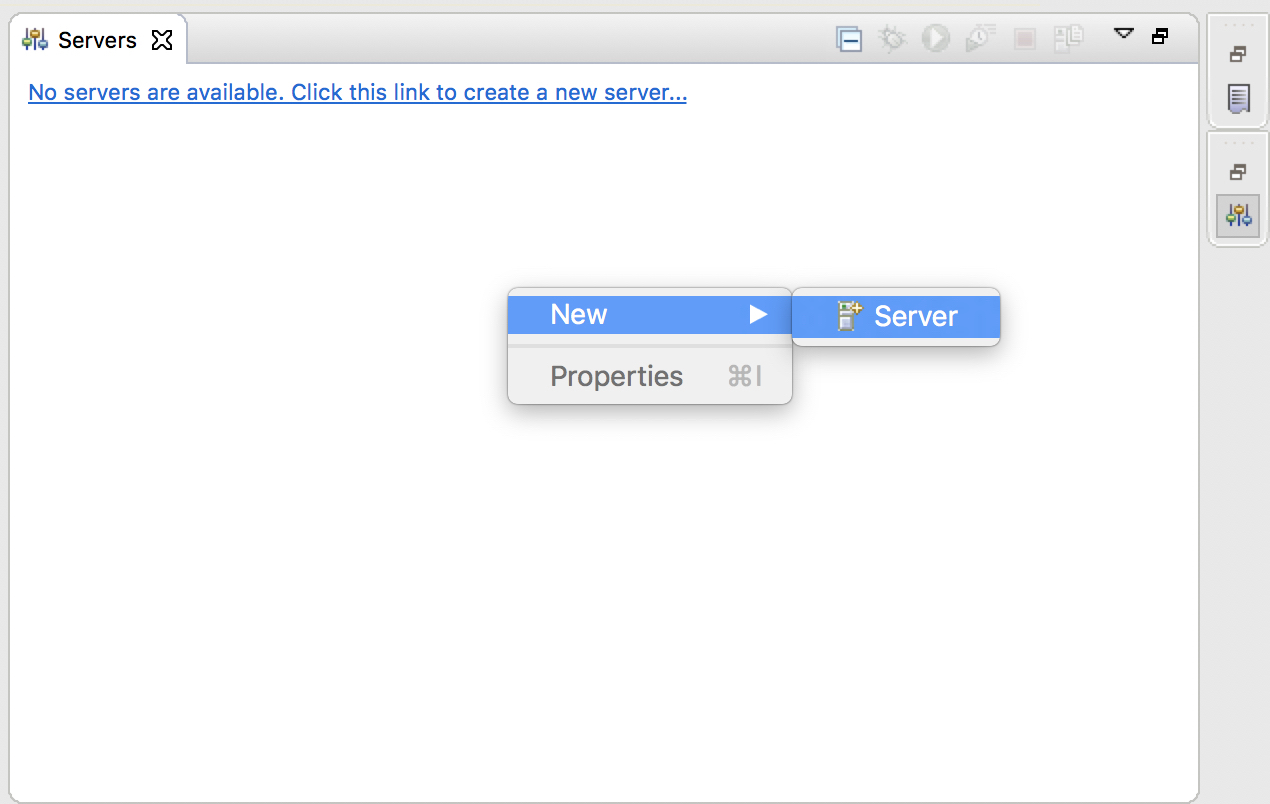 Servers
No servers are available. Click this link to create a new server...
New
Server
Properties ⌘I